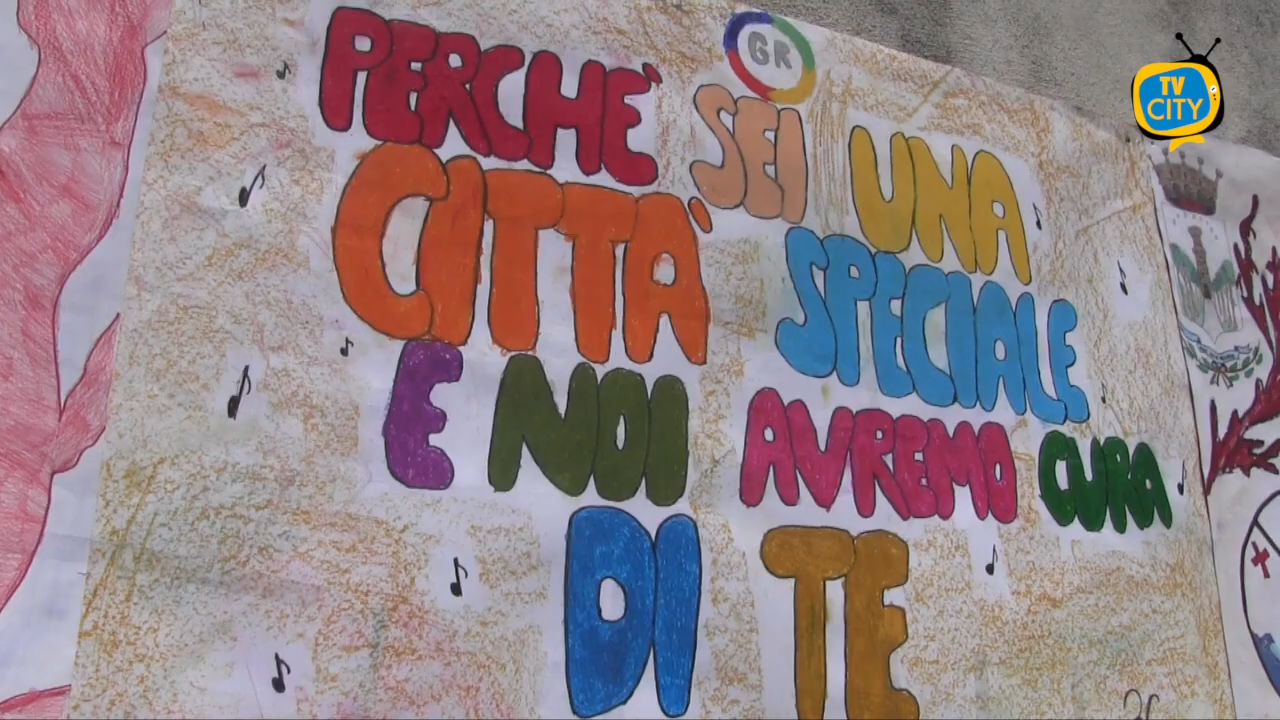 GR
PERCHE' SEI UNA
CITTA' SPECIALE
E NOI AVREMO CURA
DI TE
TV
CITY